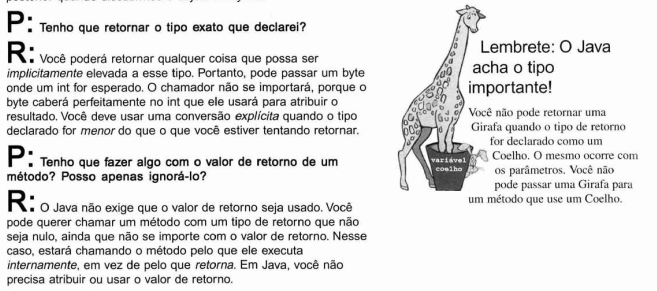 P: Tenho que retornar o tipo exato que declarei?
R: Você poderá retornar qualquer coisa que possa ser
implicitamente elevada a esse tipo. Portanto, pode passar um byte
onde um int for esperado. O chamador não se importará, porque o
byte caberá perfeitamente no int que ele usará para atribuir o
resultado. Você deve usar uma conversão explícita quando o tipo
declarado for menor do que o que você estiver tentando retornar.
P: Tenho que fazer algo com o valor de retorno de um
método? Posso apenas ignorá-lo?
R: O Java não exige que o valor de retorno seja usado. Você
pode querer chamar um método com um tipo de retorno que não
seja nulo, ainda que não se importe com o valor de retorno. Nesse
caso, estará chamando o método pelo que ele executa
internamente, em vez de pelo que retorna. Em Java, você não
precisa atribuir ou usar o valor de retorno.
Lembrete: O Java
acha o tipo
importante!
Você não pode retornar uma
Girafa quando o tipo de retorno
for declarado como um
Coelho. O mesmo ocorre com
os parâmetros. Você não
pode passar uma Girafa para
um método que use um Coelho.
variável
coelho